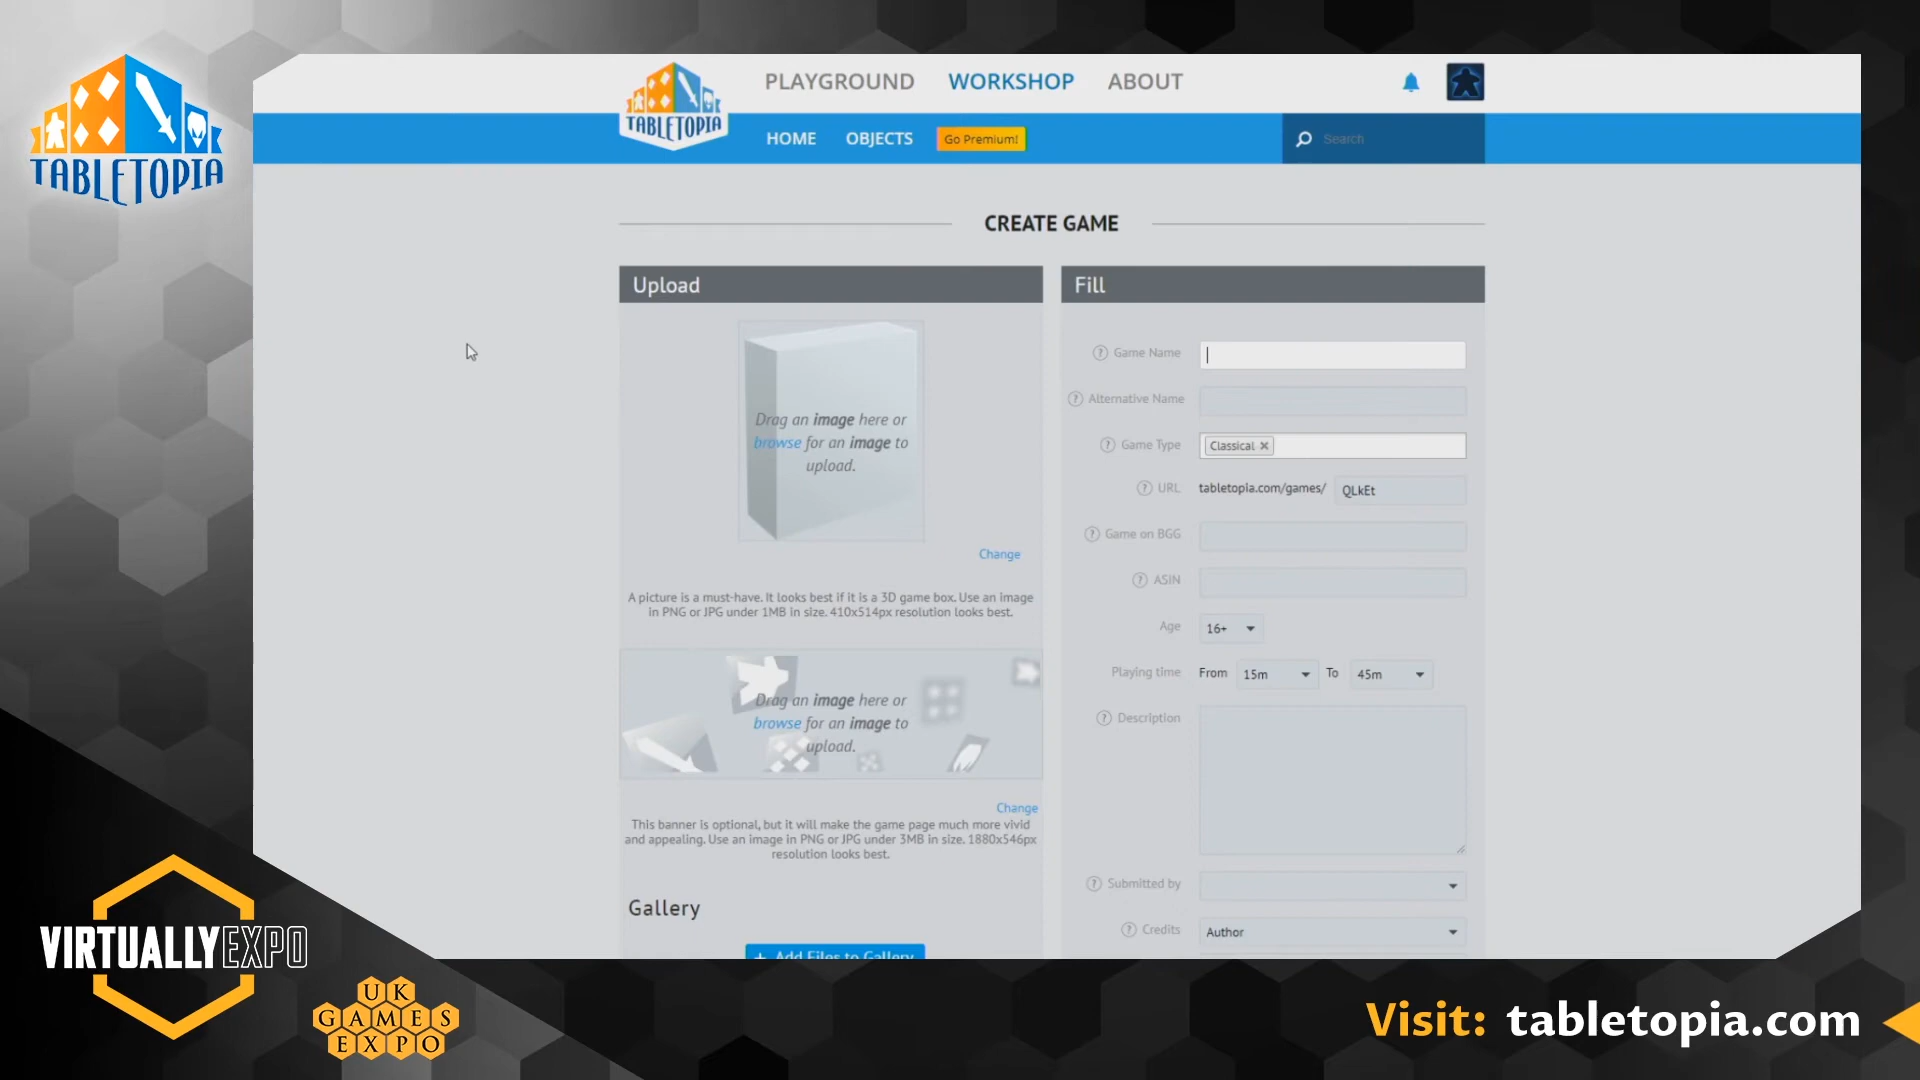 TABLETOPIA
TABLETOPIA
PLAYGROUND WORKSHOP ABOUT
HOME OBJECTS Go Premium! Search
CREATE GAME
Upload
Drag an image here or
browse for an image to
upload.
Change
A picture is a must-have. It looks best if it is a 3D game box. Use an image
in PNG or JPG under 1MB in size. 410x514px resolution looks best.
Drag an image here or
browse for an image to
upload.
Change
This banner is optional, but it will make the game page much more vivid
and appealing. Use an image in PNG or JPG under 3MB in size. 1880x546px
resolution looks best.
Gallery
+ Add Files to Gallery
Fill
? Game Name
? Alternative Name
? Game Type Classical ×
? URL tabletopia.com/games/ QLkEt
? Game on BGG
? ASIN
Age 16+
Playing time From 15m To 45m
? Description
? Submitted by
? Credits Author
VIRTUALLY EXPO
UK
GAMES
EXPO
Visit: tabletopia.com